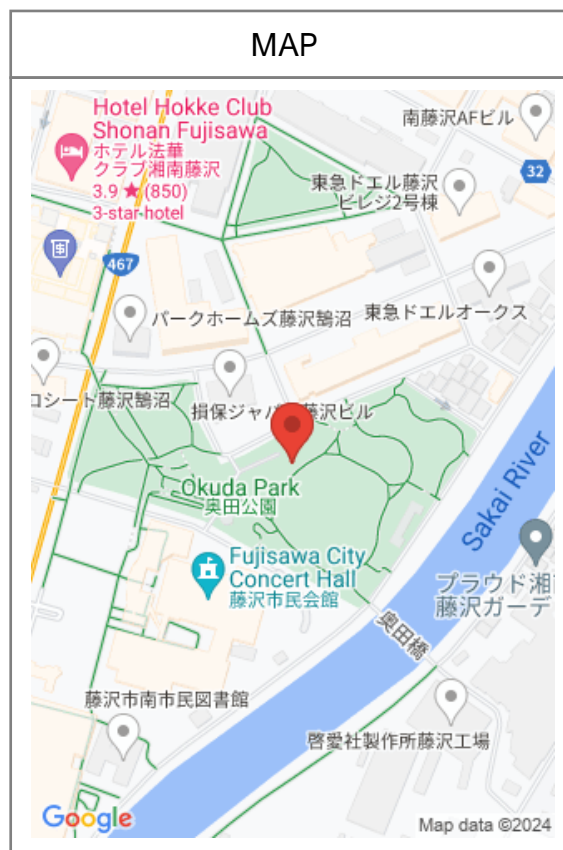 MAP
Hotel Hokke Club
Shonan Fujisawa
ホテル法華
クラブ湘南藤沢
3.9 ★ (850)
3-star hotel
南藤沢AFビル
32
東急ドエル藤沢
ビレジ2号棟
467
パークホームズ藤沢鵠沼
東急ドエルオークス
コシート藤沢鵠沼
損保ジャパ
藤沢ビル
Okuda Park
奥田公園
Sakai River
Fujisawa City
Concert Hall
藤沢市民会館
プラウド湘
藤沢ガーデ
奥田橋
藤沢市南市民図書館
啓愛社製作所藤沢工場
Google
Map data ©2024